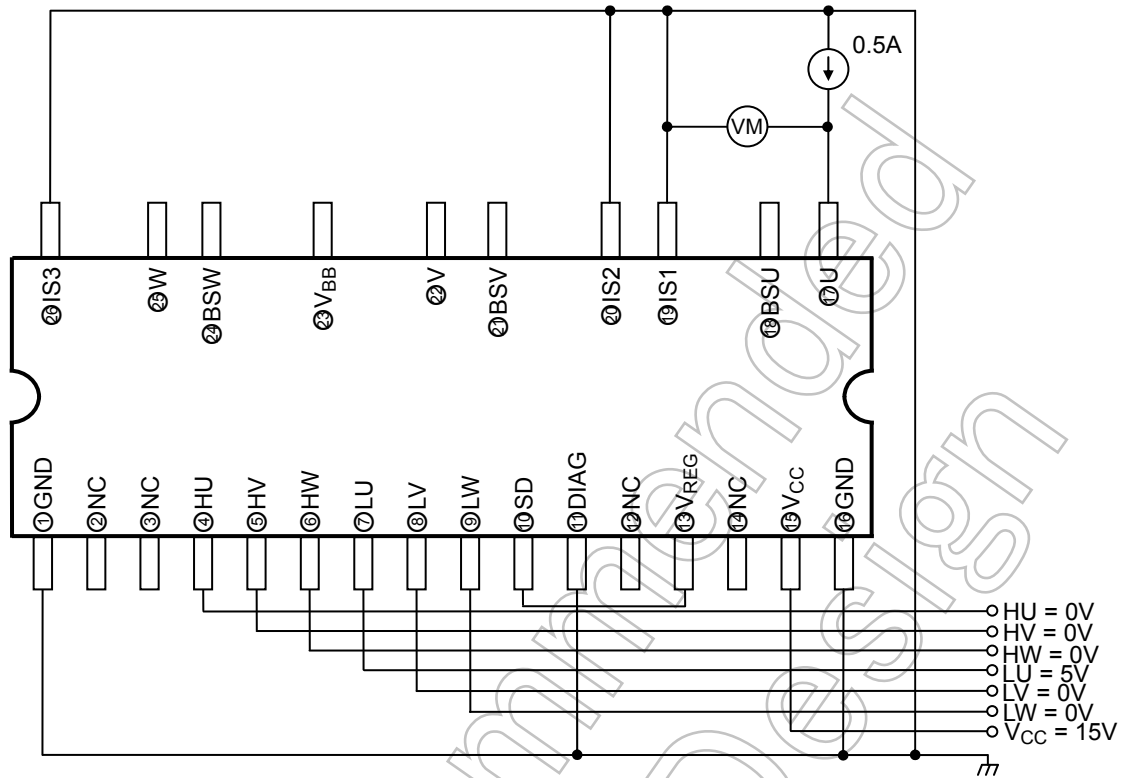 0.5A
VM
㉖IS3
㉕W
㉔BSW
㉓VBB
㉒V
㉑BSV
⑳IS2
⑲IS1
⑱BSU
⑰U
①GND
②NC
③NC
④HU
⑤HV
⑥HW
⑦LU
⑧LV
⑨LW
⑩SD
⑪DIAG
⑫NC
⑬VREG
⑭NC
⑮VCC
⑯GND
HU = 0V
HV = 0V
HW = 0V
LU = 5V
LV = 0V
LW = 0V
VCC = 15V
mmended
Design